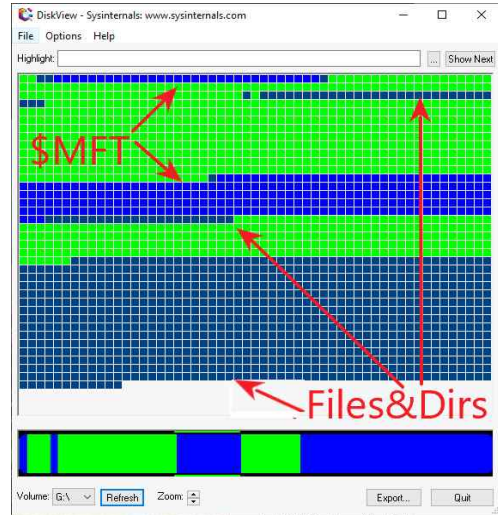 DiskView - Sysinternals: www.sysinternals.com
File Options Help
Highlight: ... Show Next
$MFT
Files&Dirs
Volume: G:\ Refresh Zoom: Export... Quit